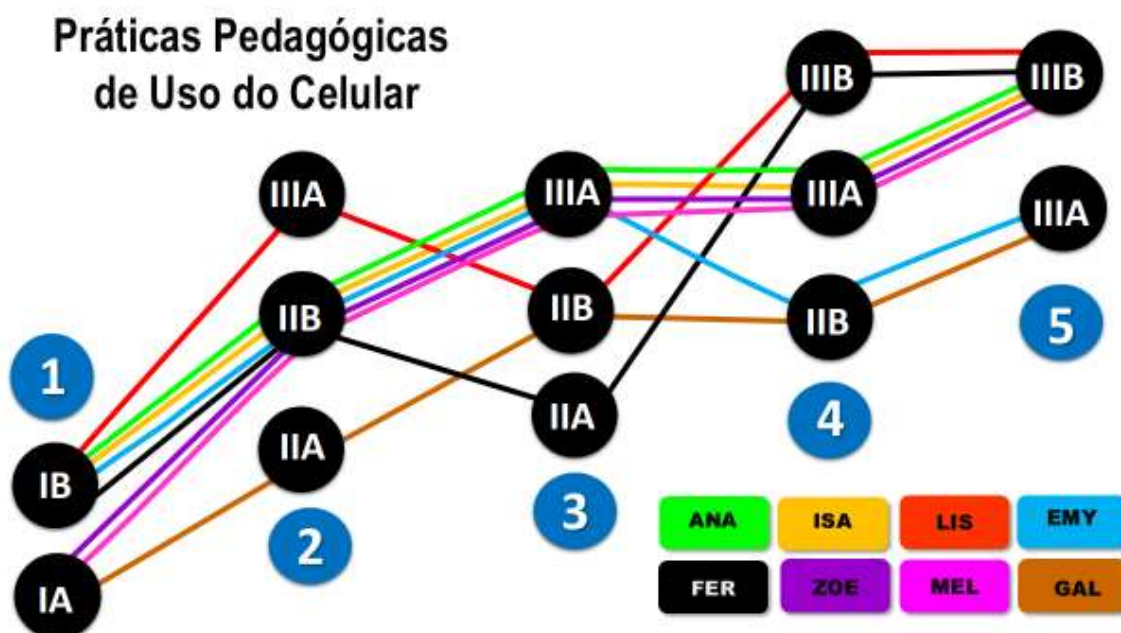 Práticas Pedagógicas
de Uso do Celular
IIIB
IIIB
IIIA
IIIA
IIIA
IIIA
IIB
IIB
IIB
1
5
IIA
4
IIA
IB
3
2
ANA
ISA
LIS
EMY
IA
FER
ZOE
MEL
GAL